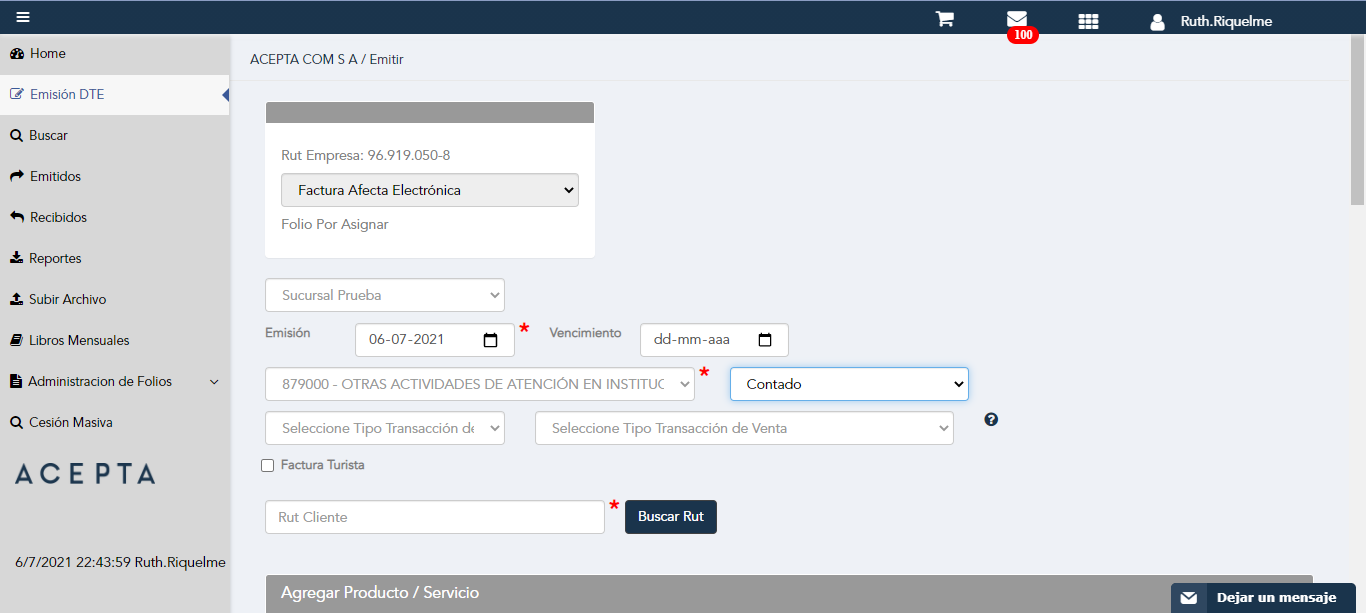 Ruth.Riquelme
100
Home
ACEPTA COM S A / Emitir
Emisión DTE
Buscar
Emitidos
Recibidos
Reportes
Subir Archivo
Libros Mensuales
Administracion de Folios
Cesión Masiva
ACEPTA
6/7/2021 22:43:59 Ruth.Riquelme
Rut Empresa: 96.919.050-8
Factura Afecta Electrónica
Folio Por Asignar
Sucursal Prueba
Emisión 06-07-2021 * Vencimiento dd-mm-aaa
879000 - OTRAS ACTIVIDADES DE ATENCIÓN EN INSTITUC * Contado
Seleccione Tipo Transacción de Seleccione Tipo Transacción de Venta ?
Factura Turista
Rut Cliente * Buscar Rut
Agregar Producto / Servicio
Dejar un mensaje